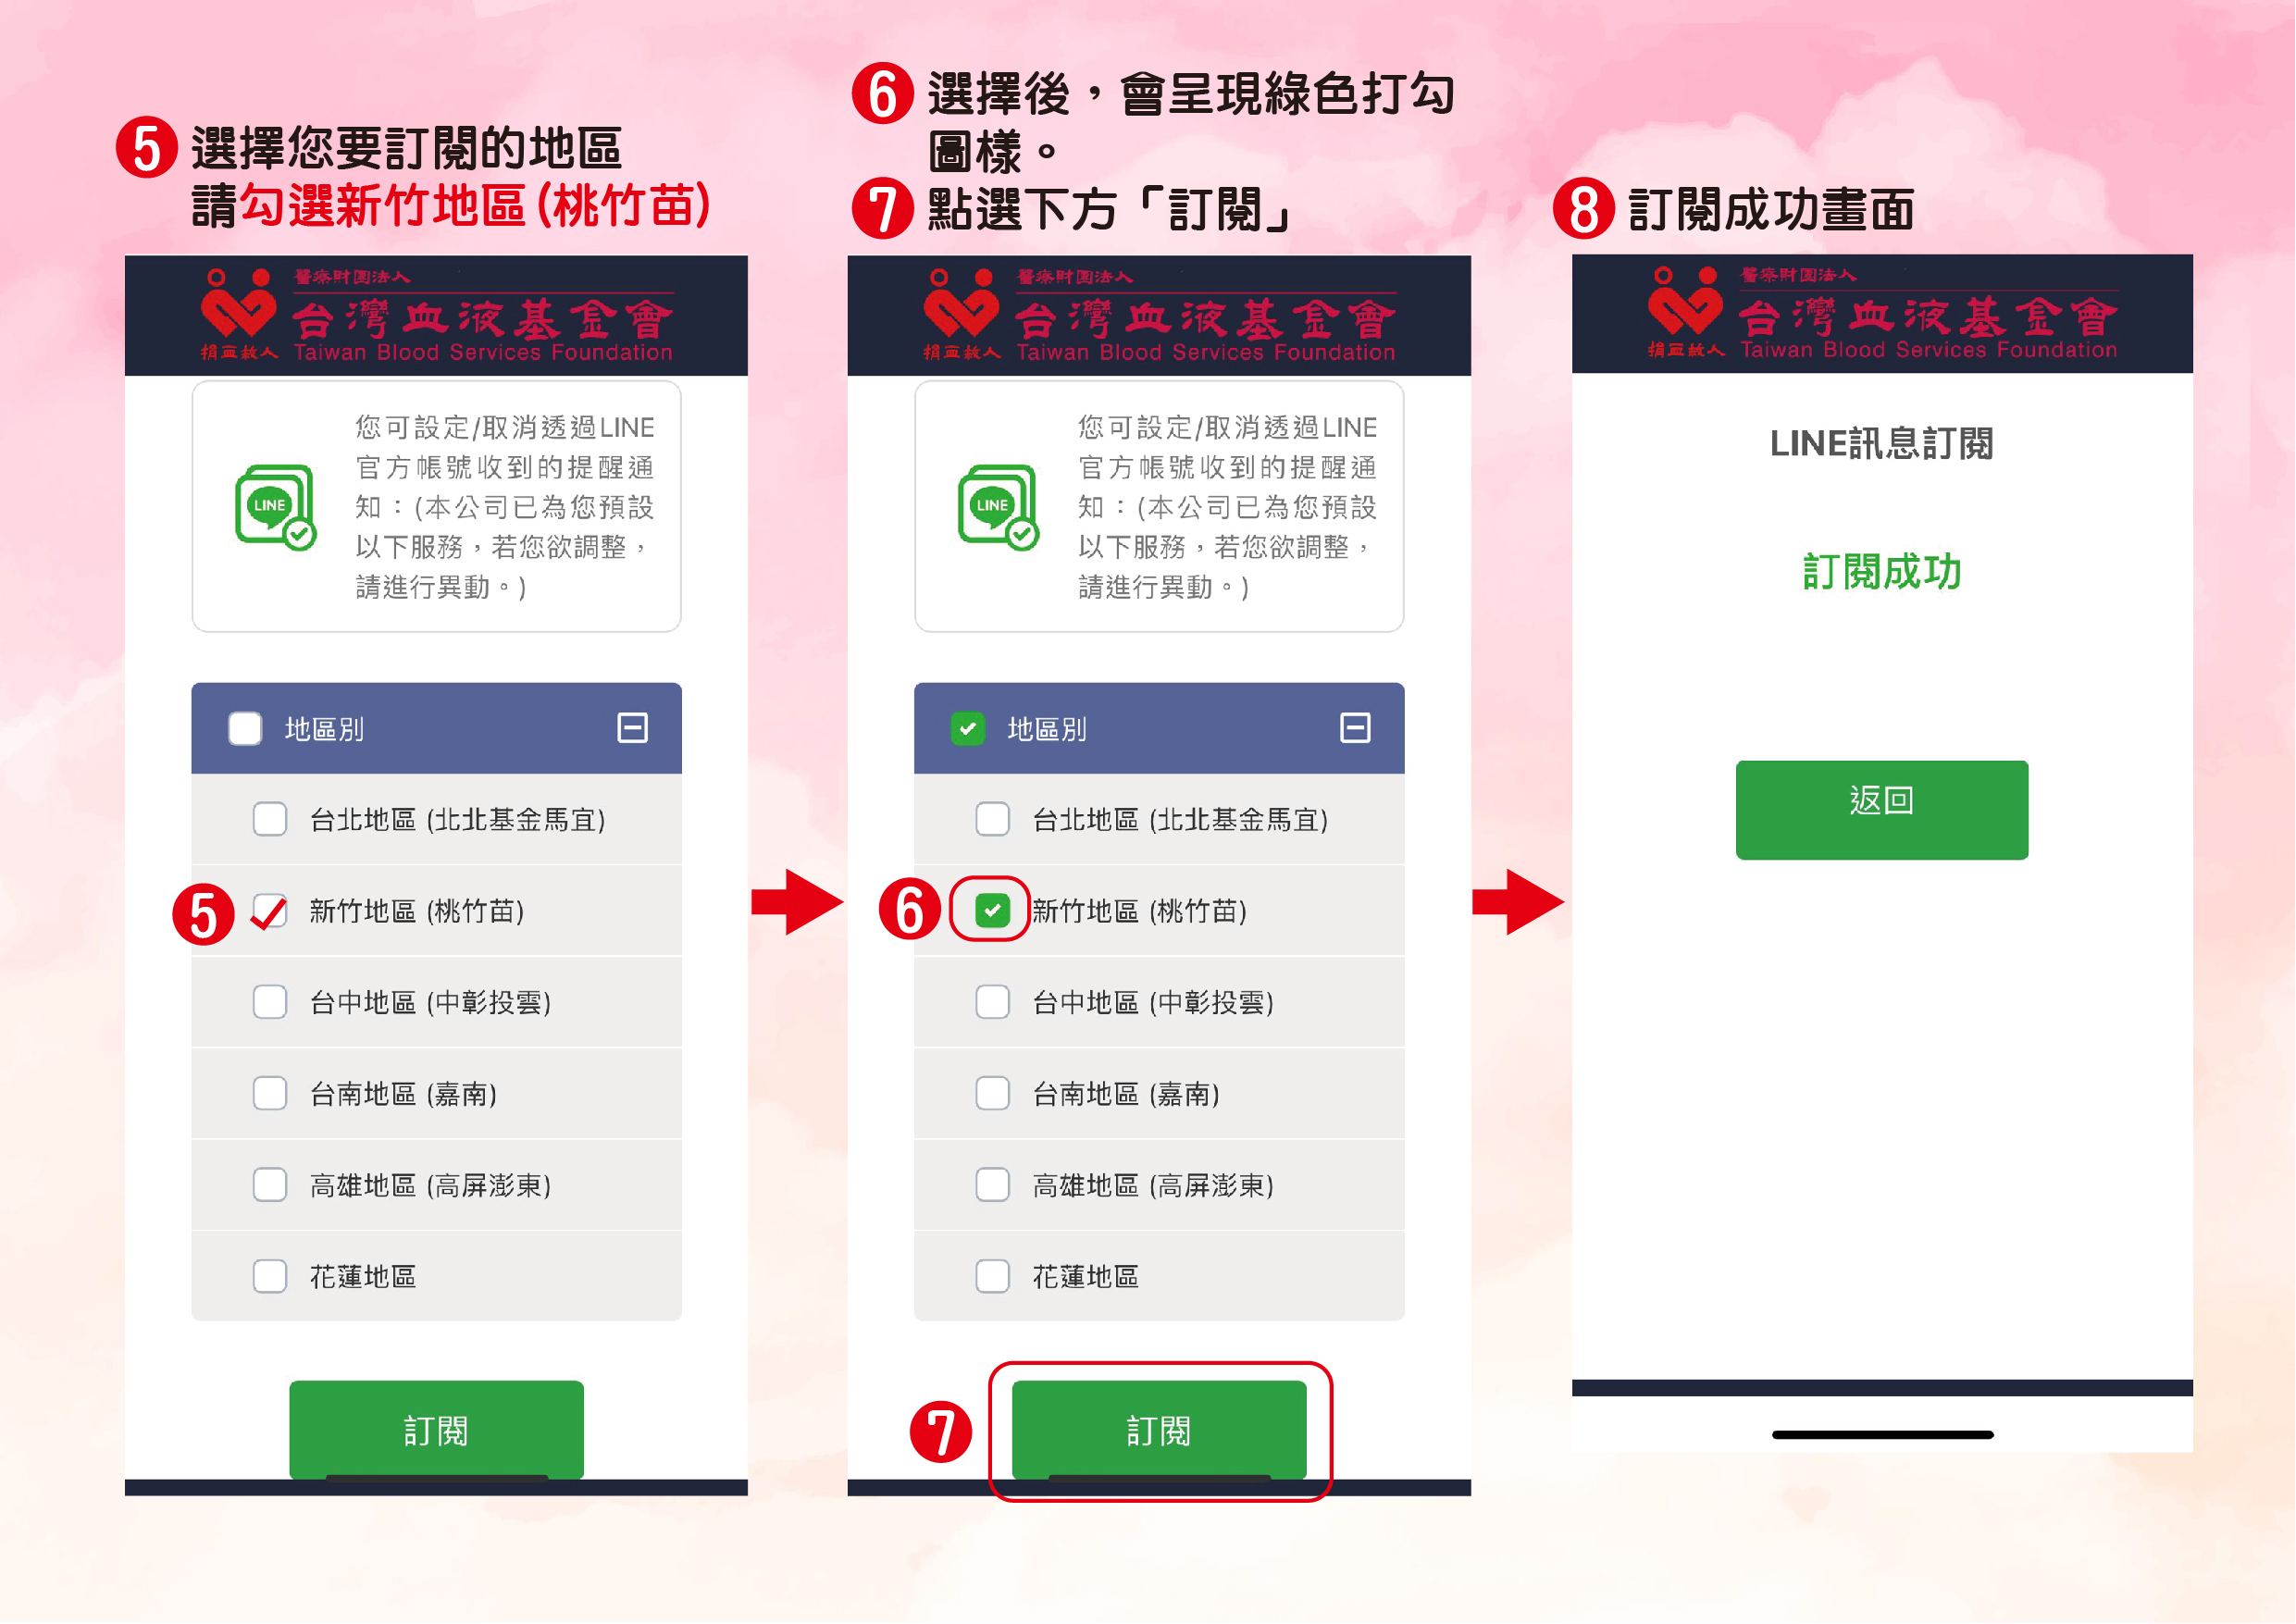 5 選擇您要訂閱的地區
請勾選新竹地區(桃竹苗)
醫療財團法人
台灣血液基金會
捐血救人 Taiwan Blood Services Foundation
您可設定/取消透過LINE
官方帳號收到的提醒通
知：(本公司已為您預設
以下服務，若您欲調整，
請進行異動。)
LINE
地區別
台北地區 (北北基金馬宜)
5 新竹地區 (桃竹苗)
台中地區 (中彰投雲)
台南地區 (嘉南)
高雄地區 (高屏澎東)
花蓮地區
訂閱
6 選擇後，會呈現綠色打勾
圖樣。
7 點選下方「訂閱」
醫療財團法人
台灣血液基金會
捐血救人 Taiwan Blood Services Foundation
您可設定/取消透過LINE
官方帳號收到的提醒通
知：(本公司已為您預設
以下服務，若您欲調整，
請進行異動。)
LINE
地區別
台北地區 (北北基金馬宜)
6 新竹地區 (桃竹苗)
台中地區 (中彰投雲)
台南地區 (嘉南)
高雄地區 (高屏澎東)
花蓮地區
7 訂閱
8 訂閱成功畫面
醫療財團法人
台灣血液基金會
捐血救人 Taiwan Blood Services Foundation
LINE訊息訂閱
訂閱成功
返回